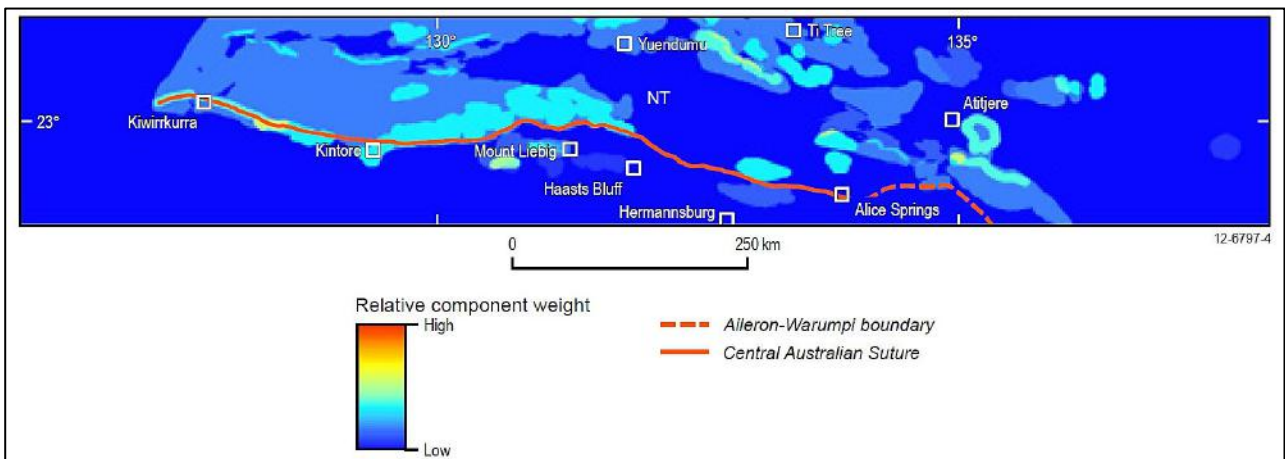 130°
135°
Ti Tree
Yuendumu
NT
Kiwirrkurra
23°
Atitjere
Kintore
Mount Liebig
Haasts Bluff
Hermannsburg
Alice Springs
12-6797-4
0
250 km
Relative component weight
High
Low
Aileron-Warumpi boundary
Central Australian Suture